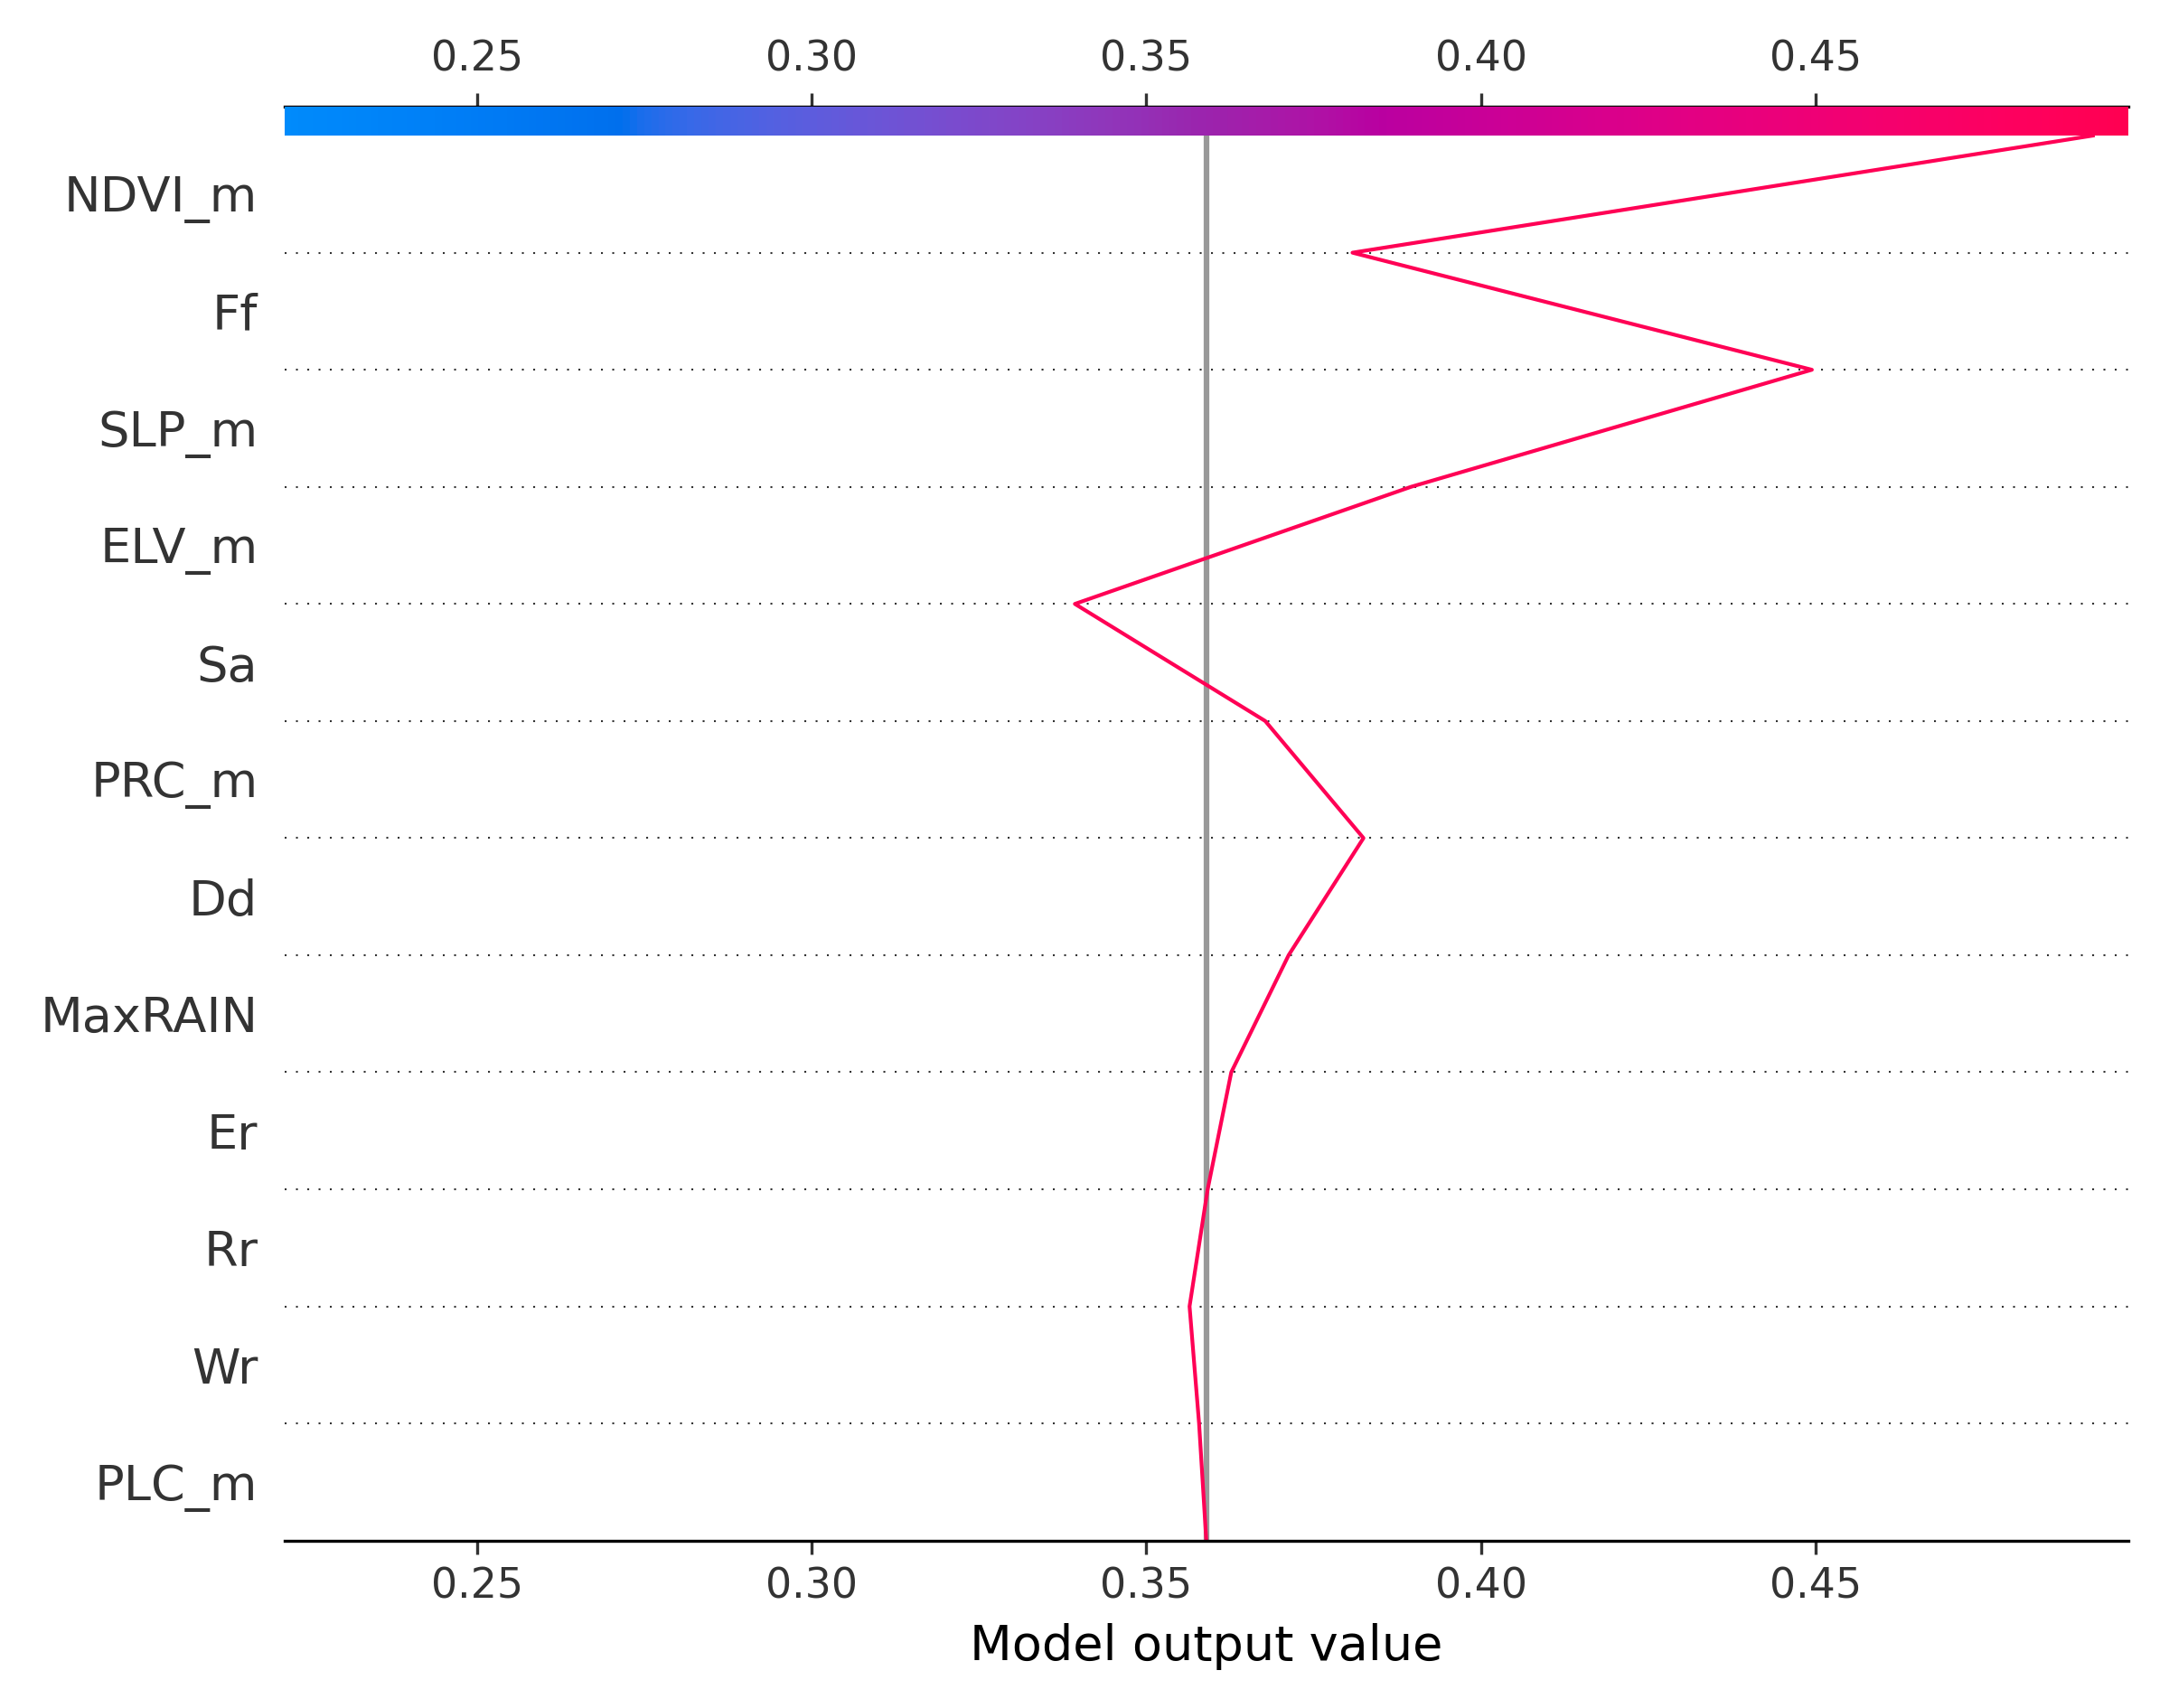 0.25 0.30 0.35 0.40 0.45
NDVI_m
Ff
SLP_m
ELV_m
Sa
PRC_m
Dd
MaxRAIN
Er
Rr
Wr
PLC_m
0.25 0.30 0.35 0.40 0.45
Model output value